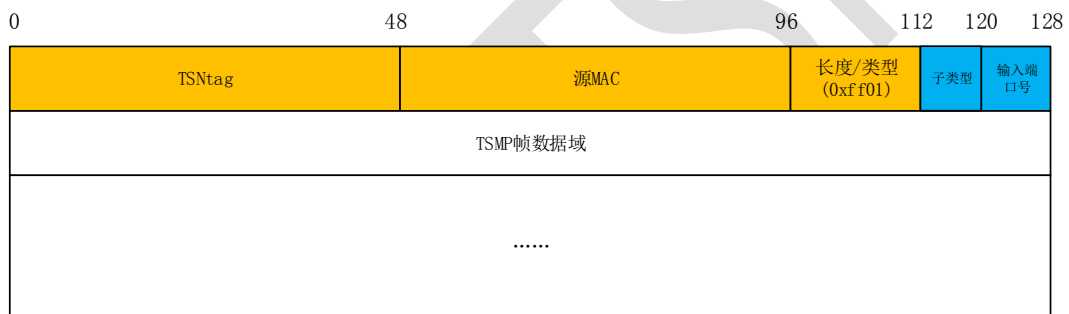 0 48 96 112 120 128
TSNtag 源MAC 长度/类型 子类型 输入端
(0xff01) 口号
TSMP帧数据域
……